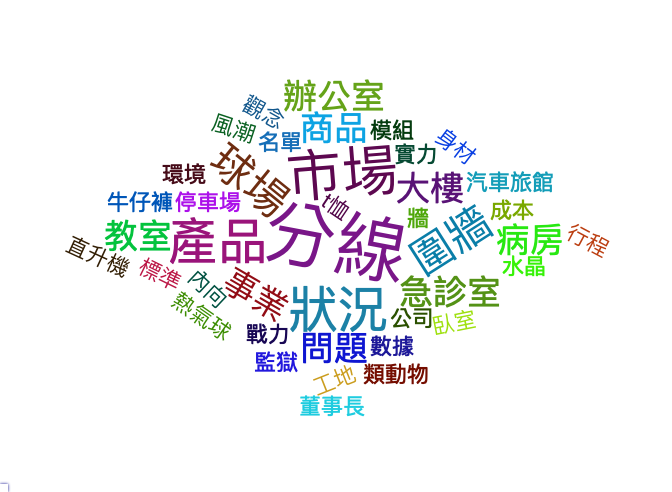 辦公室
觀念
風潮
名單
商品
模組
身材
實力
環境
球場
市場
大樓
汽車旅館
牛仔褲
停車場
t恤
牆
成本
教室
產品
分線
圍牆
病房
行程
直升機
標準
內向
水晶
熱氣球
事業
狀況
急診室
公司
臥室
戰力
問題
數據
監獄
工地
類動物
董事長